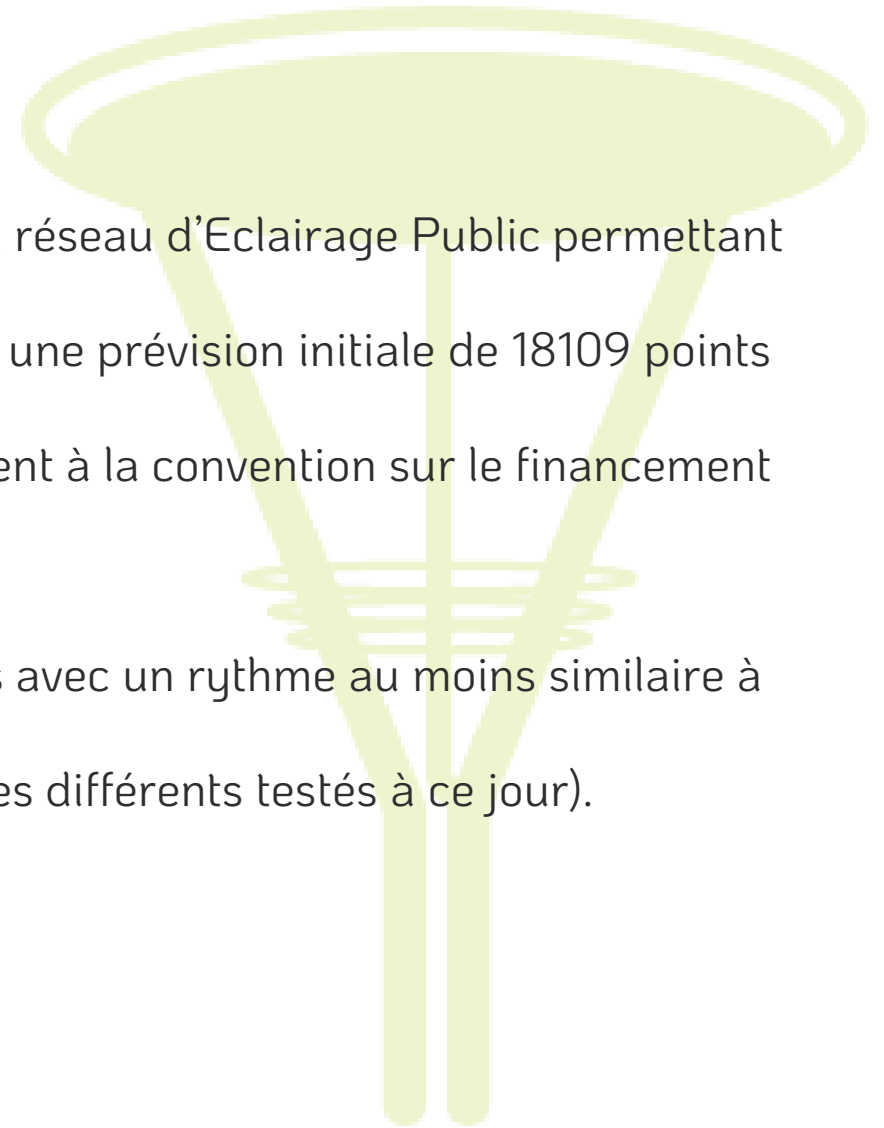 réseau d'Eclairage Public permettant
une prévision initiale de 18109 points
ent à la convention sur le financement
s avec un rythme au moins similaire à
es différents testés à ce jour).